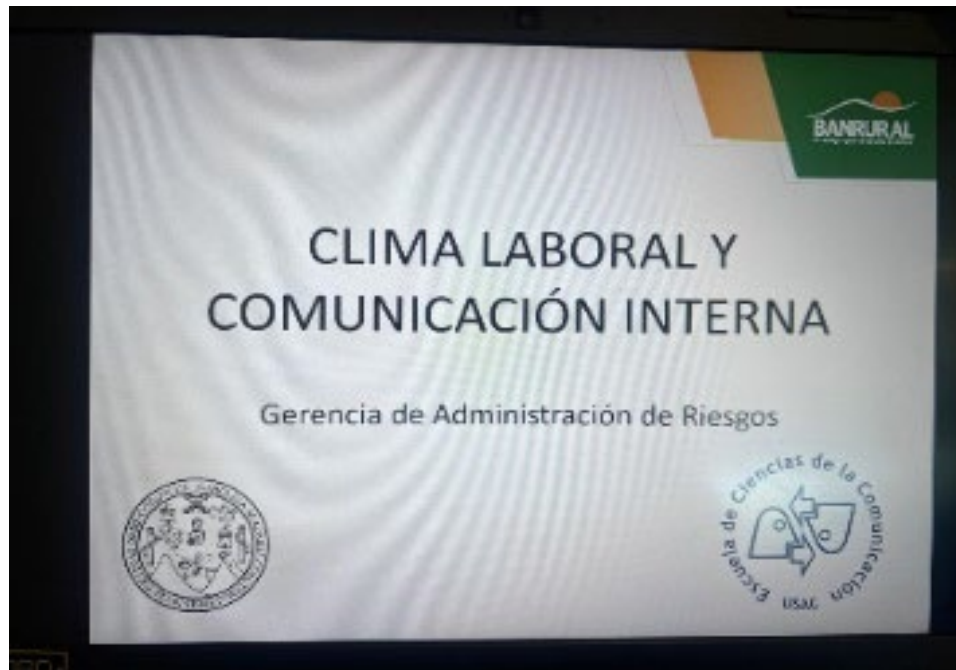 BANRURAL
CLIMA LABORAL Y
COMUNICACIÓN INTERNA
Gerencia de Administración de Riesgos
Escuela de Ciencias de la Comunicación
USAC